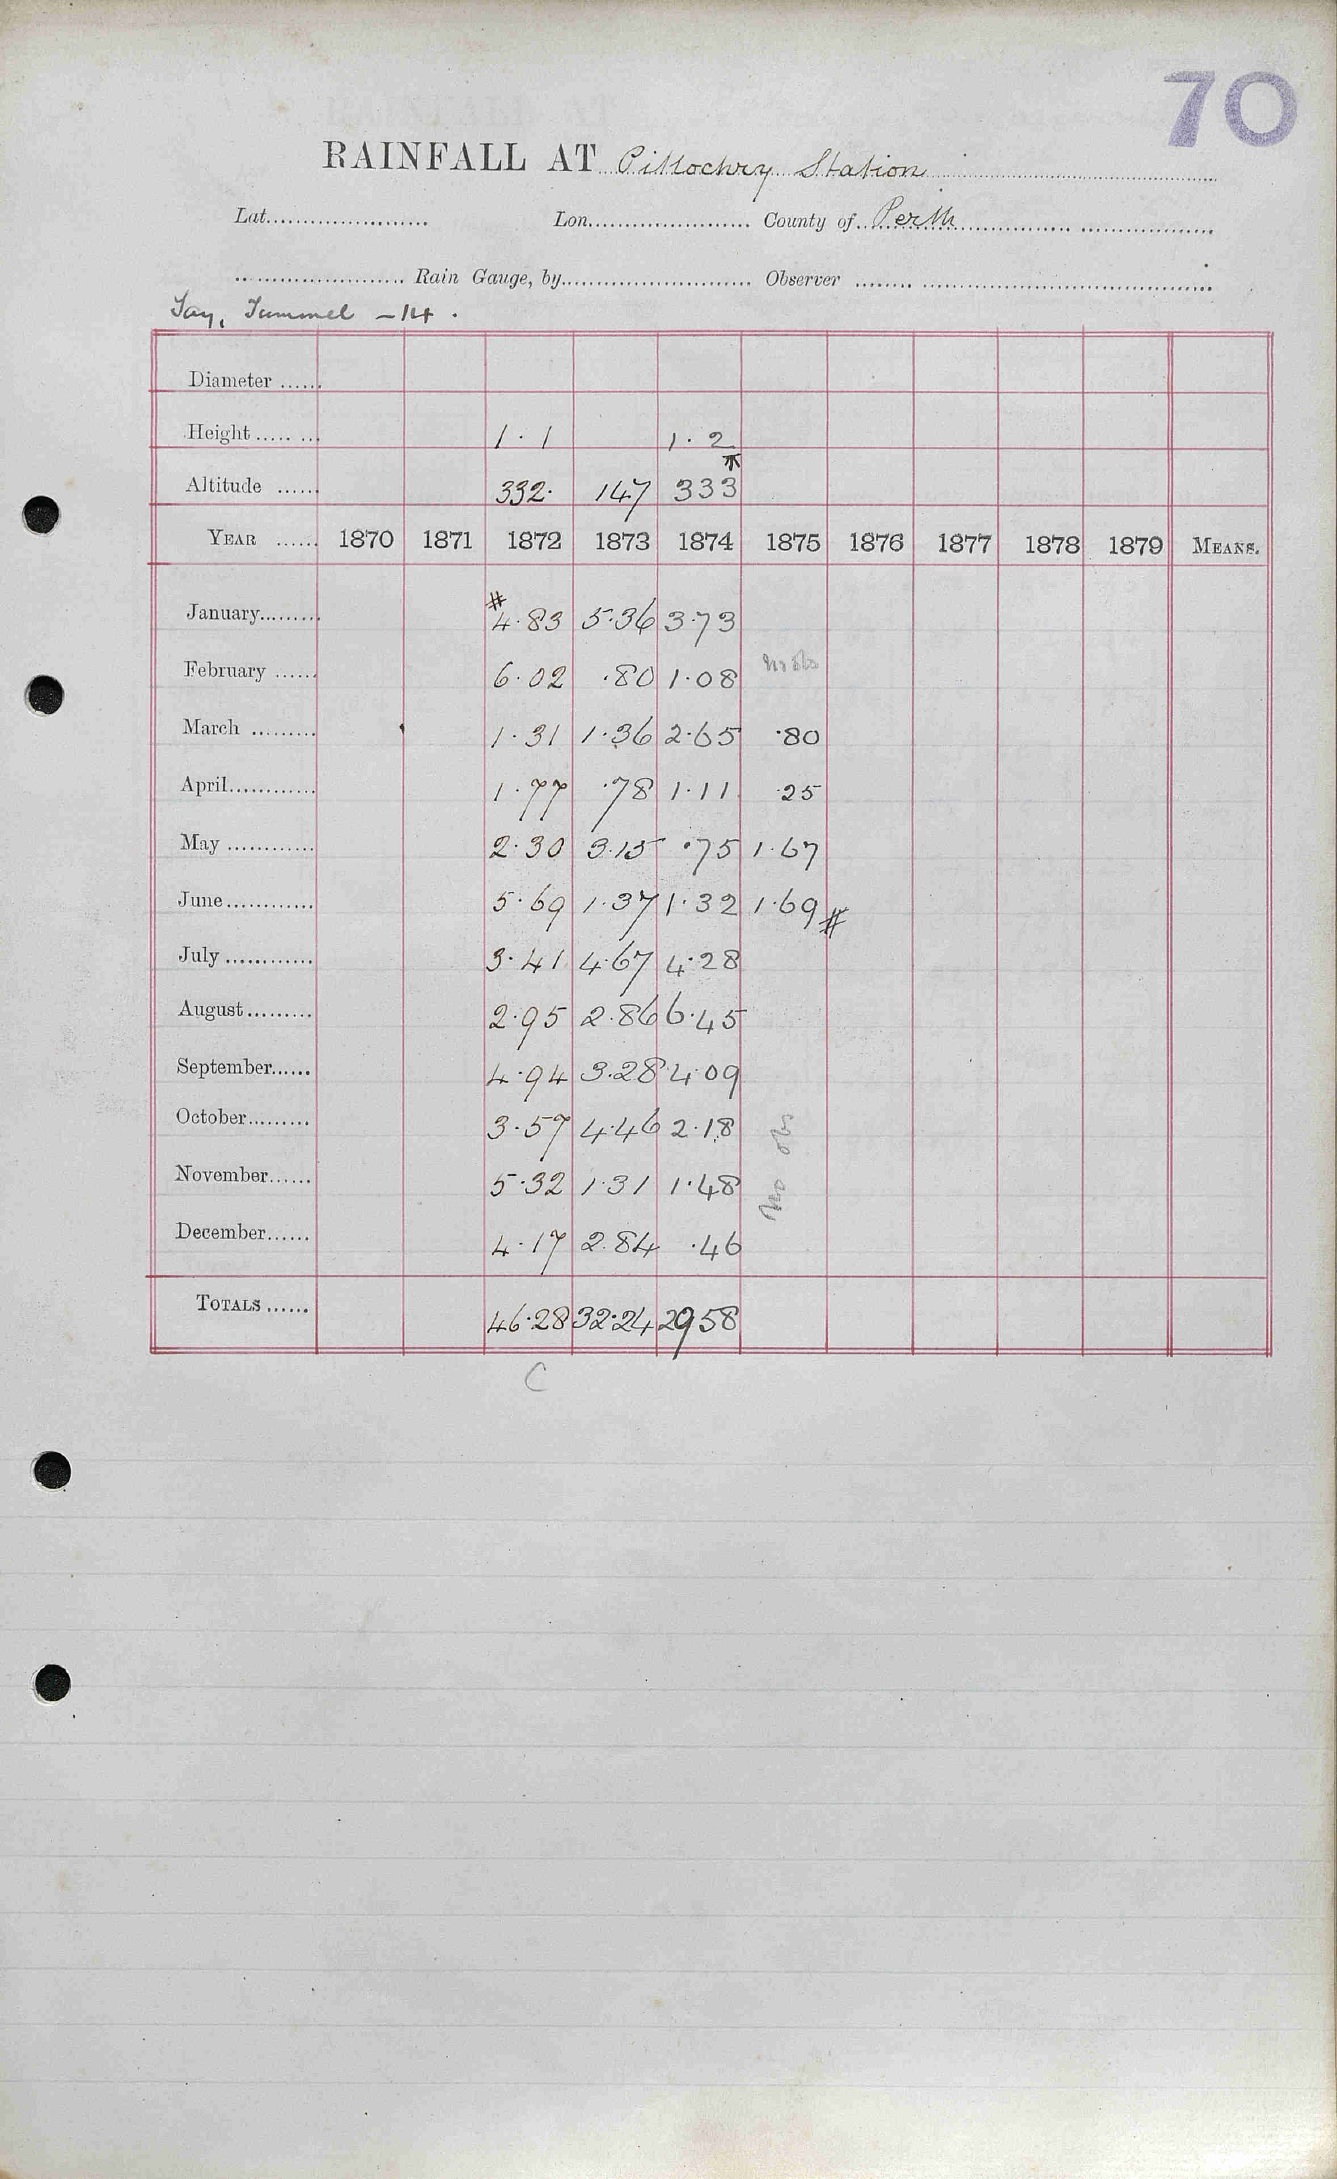 70
RAINFALL AT Pitlochry Station
Lat. Lon. County of Perth
Rain Gauge, by Observer
Tay, Tummel - 14.
Diameter
Height 1.1 1.2
Altitude 332. 147 333
YEAR 1870 1871 1872 1873 1874 1875 1876 1877 1878 1879 MEANS.
January # 4.83 5.36 3.73
February 6.02 .80 1.08 no obs
March 1.31 1.36 2.65 .80
April 1.77 .78 1.11 .25
May 2.30 3.15 .75 1.67
June 5.69 1.37 1.32 1.69 #
July 3.41 4.67 4.28
August 2.95 2.86 6.45
September 4.94 3.28 4.09
October 3.57 4.46 2.18
November 5.32 1.31 1.48 no obs
December 4.17 2.84 .46
TOTALS 46.28 32.24 29 58
C